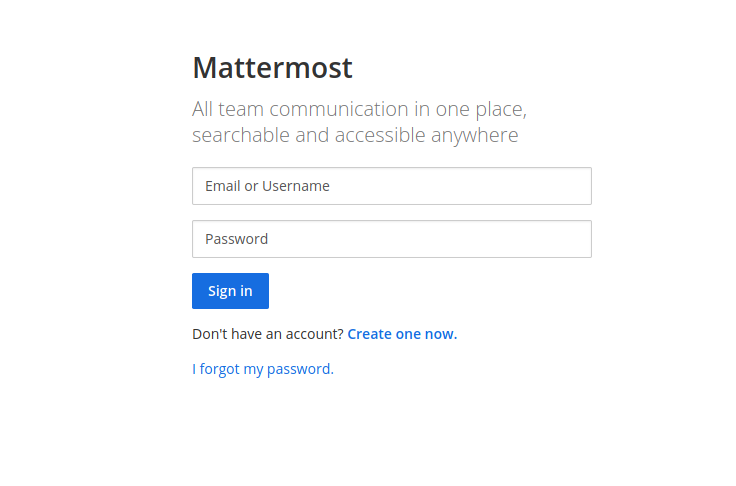 Mattermost
All team communication in one place,
searchable and accessible anywhere
Email or Username
Password
Sign in
Don't have an account? Create one now.
I forgot my password.